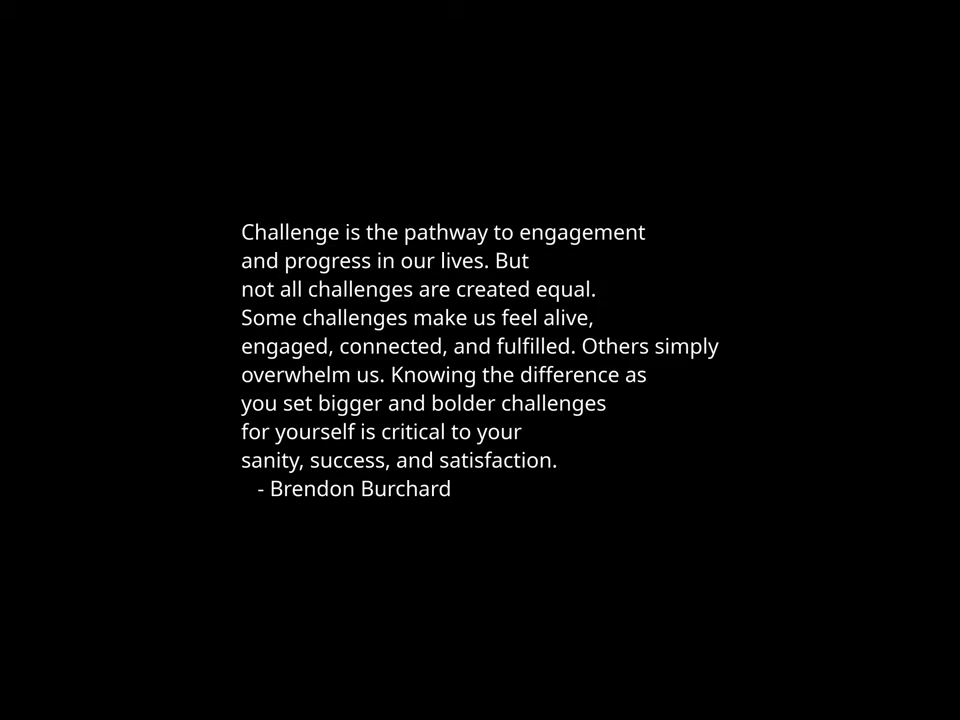 Challenge is the pathway to engagement
and progress in our lives. But
not all challenges are created equal.
Some challenges make us feel alive,
engaged, connected, and fulfilled. Others simply
overwhelm us. Knowing the difference as
you set bigger and bolder challenges
for yourself is critical to your
sanity, success, and satisfaction.
- Brendon Burchard